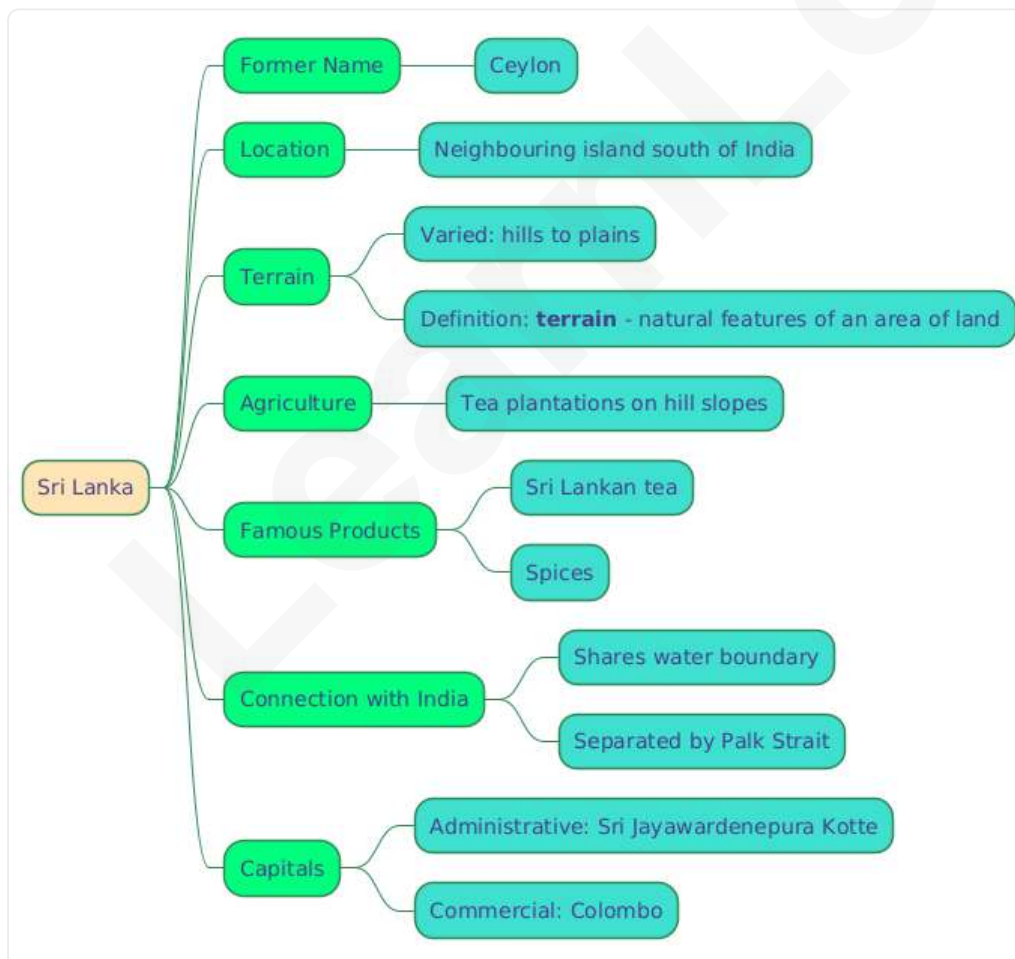 Former Name
Ceylon
Location
Neighbouring island south of India
Terrain
Varied: hills to plains
Definition: terrain - natural features of an area of land
Agriculture
Tea plantations on hill slopes
Sri Lanka
Famous Products
Sri Lankan tea
Spices
Connection with India
Shares water boundary
Separated by Palk Strait
Capitals
Administrative: Sri Jayawardenepura Kotte
Commercial: Colombo